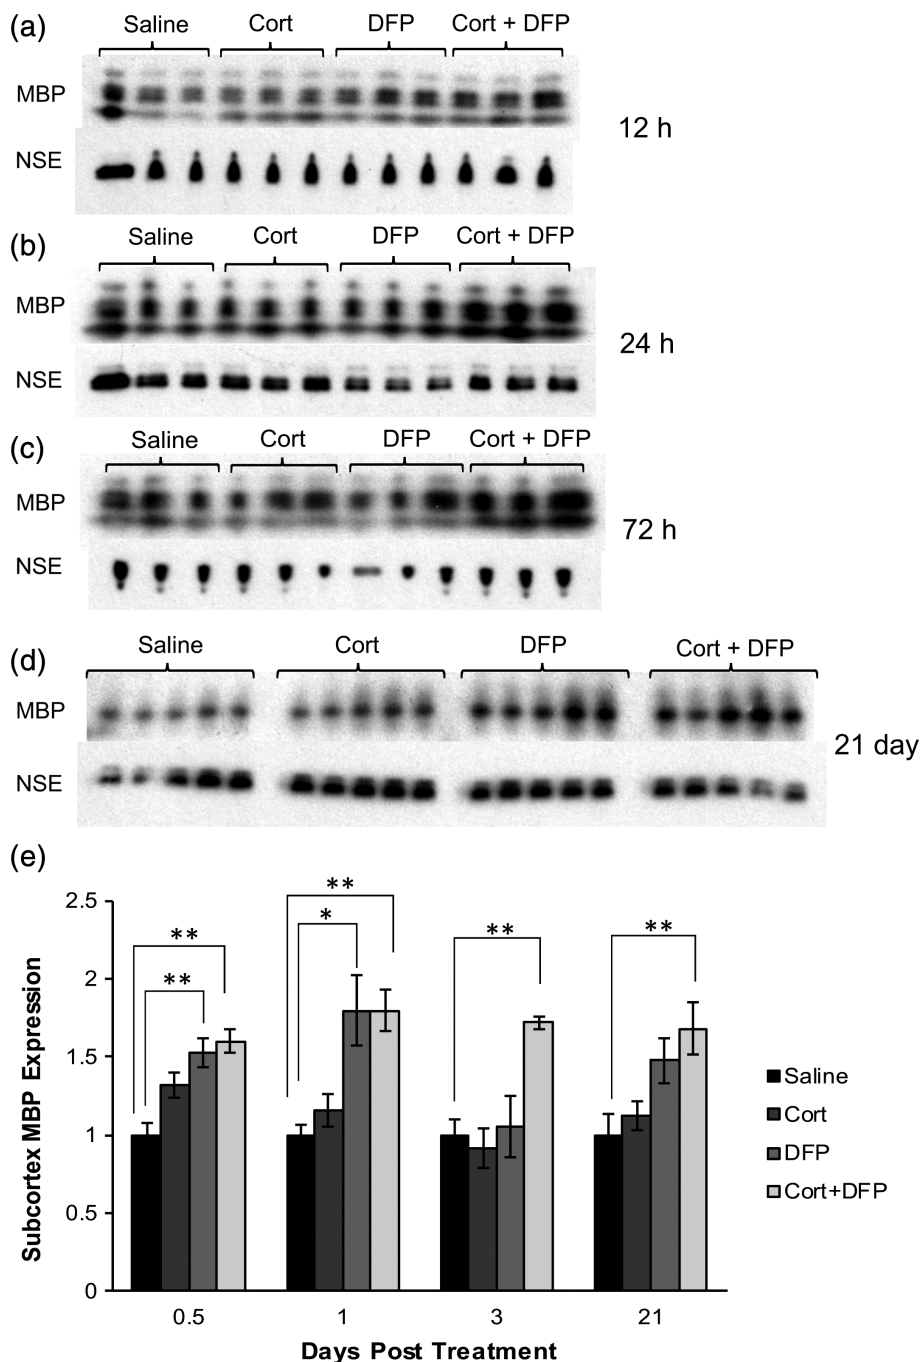 (a)
Saline Cort DFP Cort + DFP
MBP
12 h
NSE
(b)
Saline Cort DFP Cort + DFP
MBP
24 h
NSE
(c)
Saline Cort DFP Cort + DFP
MBP
72 h
NSE
(d)
Saline Cort DFP Cort + DFP
MBP
21 day
NSE
(e)
Subcortex MBP Expression
2.5
2
1.5
1
0.5
0
** **
** *
**
**
0.5 1 3 21
Days Post Treatment
Saline
Cort
DFP
Cort+DFP